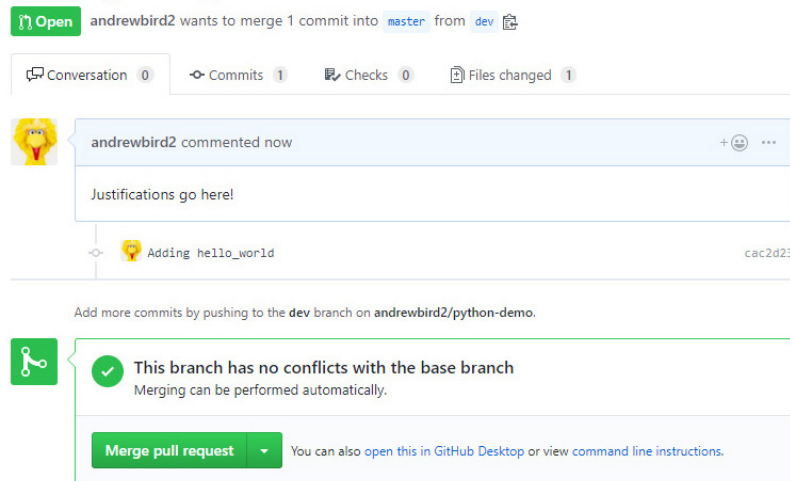 Open andrewbird2 wants to merge 1 commit into master from dev
Conversation 0 Commits 1 Checks 0 Files changed 1
andrewbird2 commented now
Justifications go here!
Adding hello_world cac2d23
Add more commits by pushing to the dev branch on andrewbird2/python-demo.
This branch has no conflicts with the base branch
Merging can be performed automatically.
Merge pull request You can also open this in GitHub Desktop or view command line instructions.